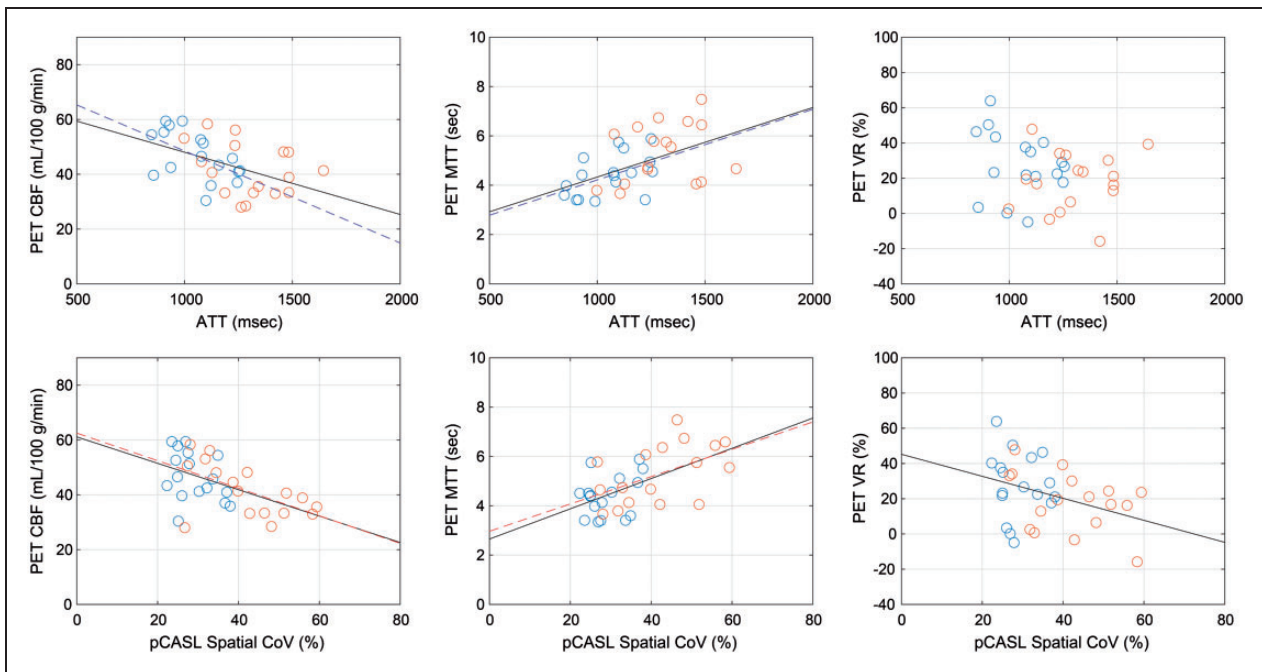 80
60
40
20
0
500 1000 1500 2000
PET CBF (mL/100 g/min)
ATT (msec)
10
8
6
4
2
0
500 1000 1500 2000
PET MTT (sec)
ATT (msec)
100
80
60
40
20
0
-20
-40
500 1000 1500 2000
PET VR (%)
ATT (msec)
80
60
40
20
0
0 20 40 60 80
PET CBF (mL/100 g/min)
pCASL Spatial CoV (%)
10
8
6
4
2
0
0 20 40 60 80
PET MTT (sec)
pCASL Spatial CoV (%)
100
80
60
40
20
0
-20
-40
0 20 40 60 80
PET VR (%)
pCASL Spatial CoV (%)